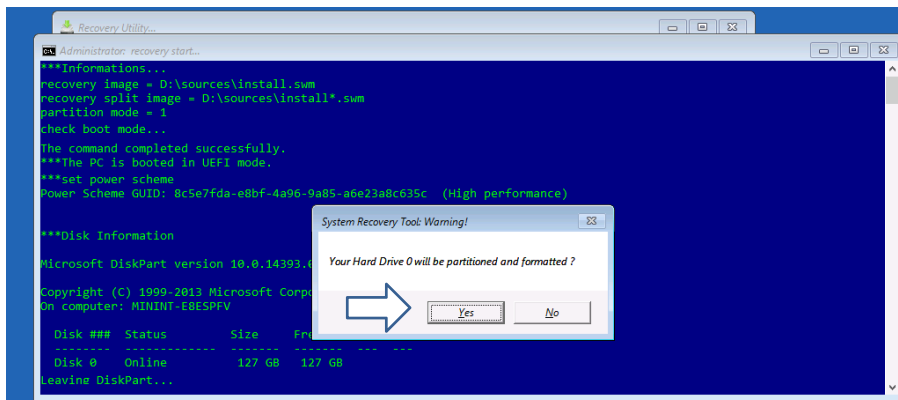 Recovery Utility...
Administrator: recovery start...
***Informations...
recovery image = D:\sources\install.swm
recovery split image = D:\sources\install*.swm
partition mode = 1
check boot mode...
The command completed successfully.
***The PC is booted in UEFI mode.
***set power scheme
Power Scheme GUID: 8c5e7fda-e8bf-4a96-9a85-a6e23a8c635c (High performance)
***Disk Information
Microsoft DiskPart version 10.0.14393.
Copyright (C) 1999-2013 Microsoft Corp
On computer: MININT-E8ESPFV
Disk ### Status Size Fre
-------- ------------- ------- ------- --- ---
Disk 0 Online 127 GB 127 GB
Leaving DiskPart...
System Recovery Tool: Warning!
Your Hard Drive 0 will be partitioned and formatted ?
Yes
No